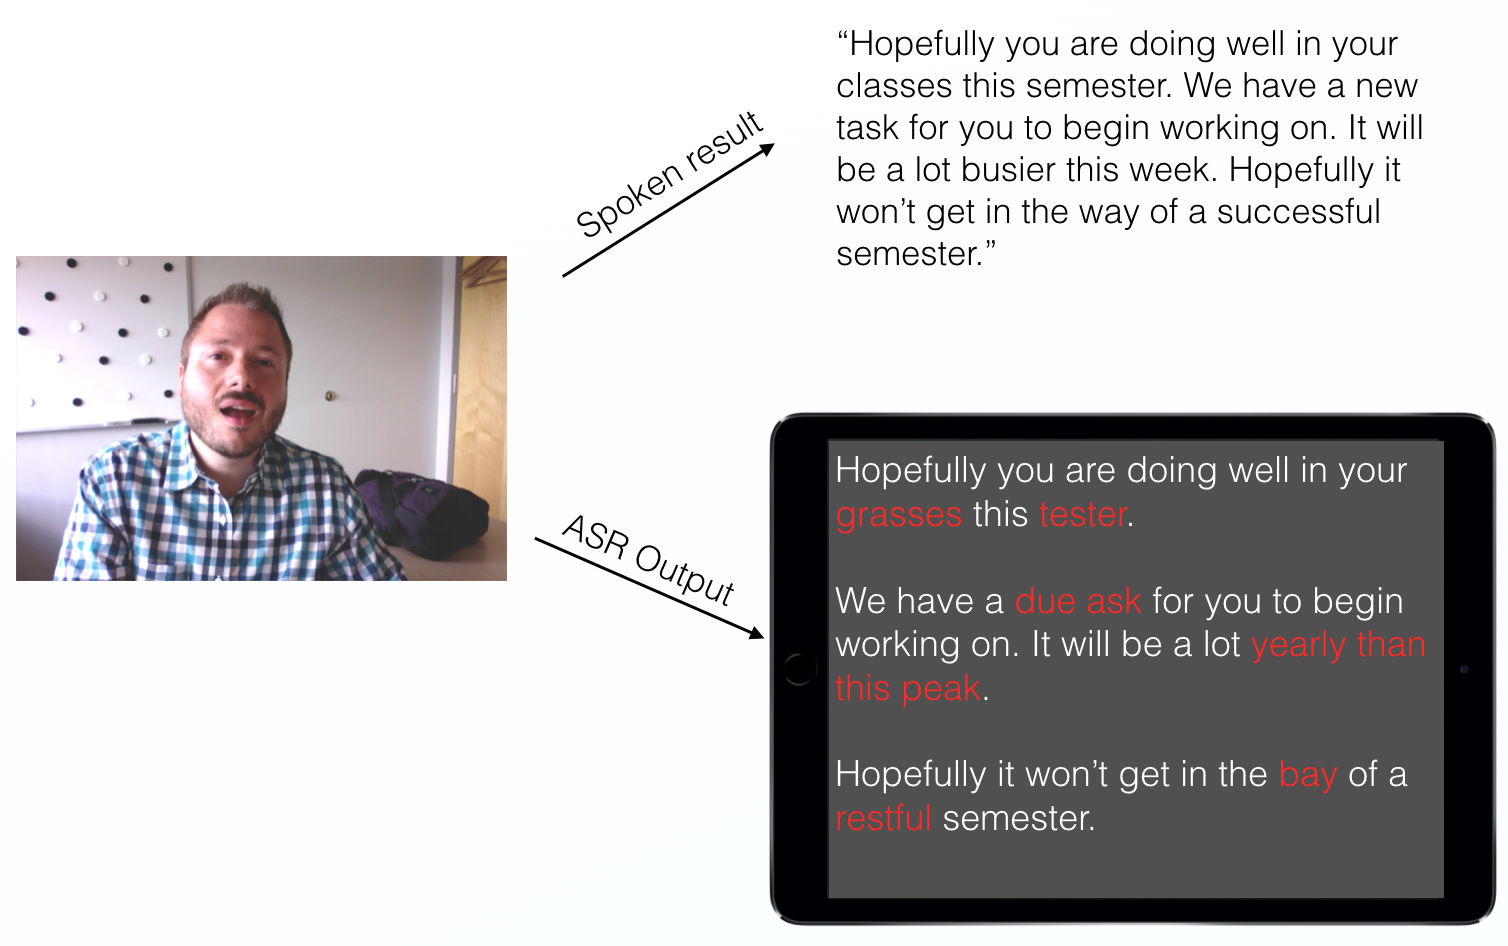 Spoken result
“Hopefully you are doing well in your
classes this semester. We have a new
task for you to begin working on. It will
be a lot busier this week. Hopefully it
won’t get in the way of a successful
semester.”
ASR Output
Hopefully you are doing well in your
grasses this tester.
We have a due ask for you to begin
working on. It will be a lot yearly than
this peak.
Hopefully it won’t get in the bay of a
restful semester.